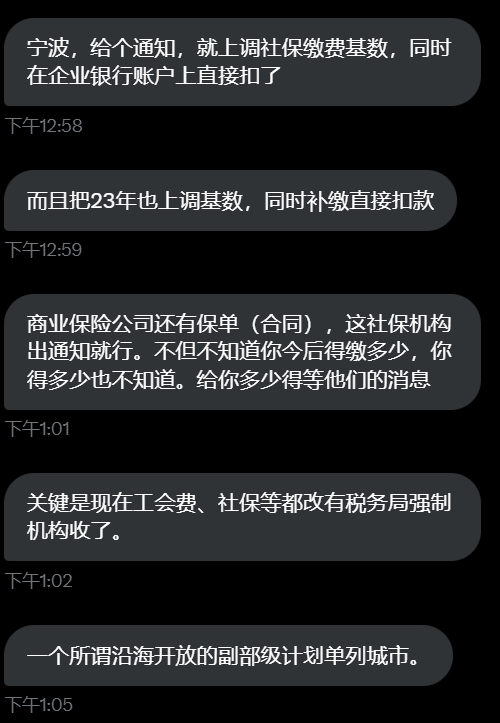 宁波，给个通知，就上调社保缴费基数，同时
在企业银行账户上直接扣了
下午12:58
而且把23年也上调基数，同时补缴直接扣款
下午12:59
商业保险公司还有保单（合同），这社保机构
出通知就行。不但不知道你今后得缴多少，你
得多少也不知道。给你多少得等他们的消息
下午1:01
关键是现在工会费、社保等都改有税务局强制
机构收了。
下午1:02
一个所谓沿海开放的副部级计划单列城市。
下午1:05